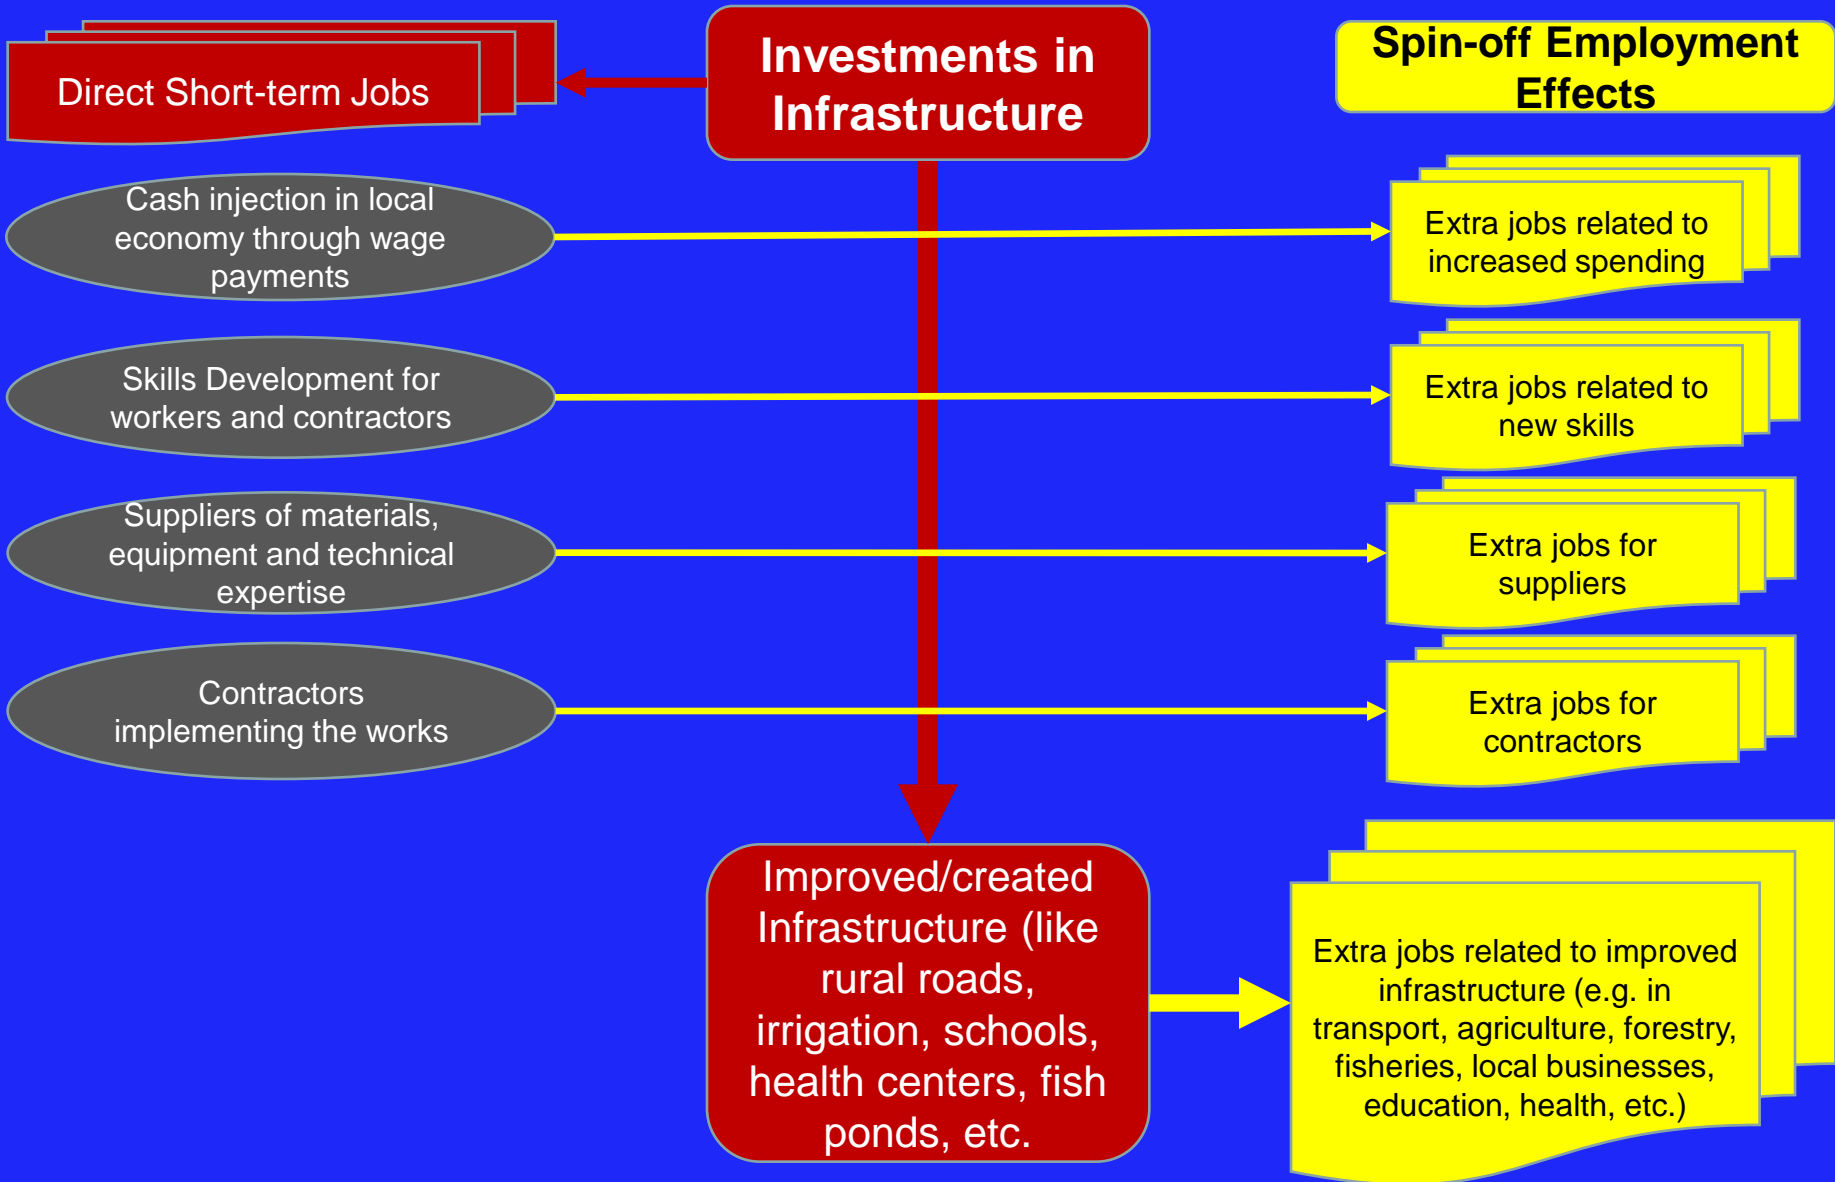 Direct Short-term Jobs
Investments in
Infrastructure
Spin-off Employment
Effects
Cash injection in local
economy through wage
payments
Extra jobs related to
increased spending
Skills Development for
workers and contractors
Extra jobs related to
new skills
Suppliers of materials,
equipment and technical
expertise
Extra jobs for
suppliers
Contractors
implementing the works
Extra jobs for
contractors
Improved/created
Infrastructure (like
rural roads,
irrigation, schools,
health centers, fish
ponds, etc.
Extra jobs related to improved
infrastructure (e.g. in
transport, agriculture, forestry,
fisheries, local businesses,
education, health, etc.)